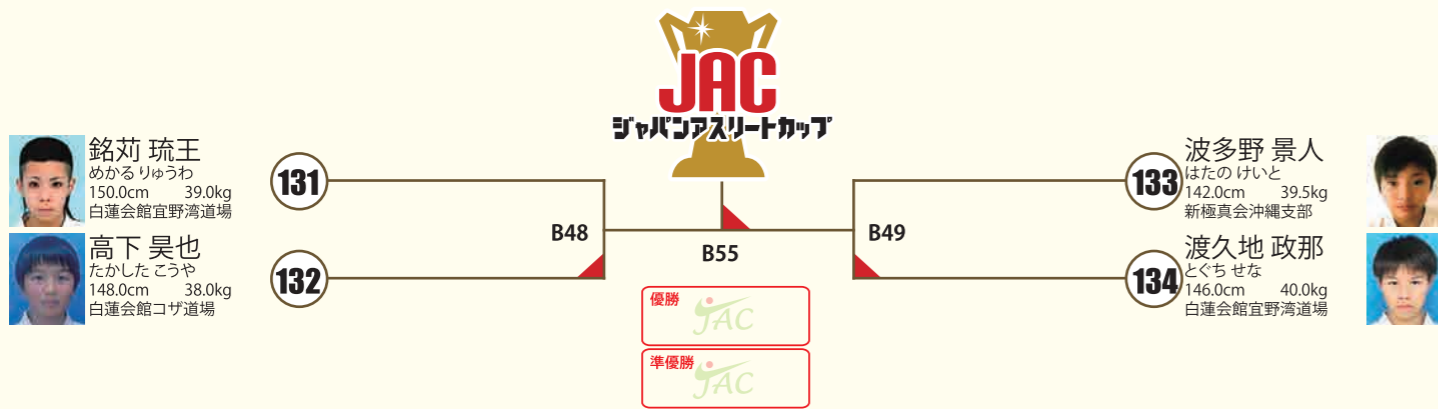 JAC
ジャパンアスリートカップ
銘苅 琉王
めかる りゅうわ
150.0cm 39.0kg
白蓮会館宜野湾道場
131
高下 昊也
たかした こうや
148.0cm 38.0kg
白蓮会館コザ道場
132
B48
B55
B49
133
波多野 景人
はたの けいと
142.0cm 39.5kg
新極真会沖縄支部
134
渡久地 政那
とぐち せな
146.0cm 40.0kg
白蓮会館宜野湾道場
優勝
JAC
準優勝
JAC